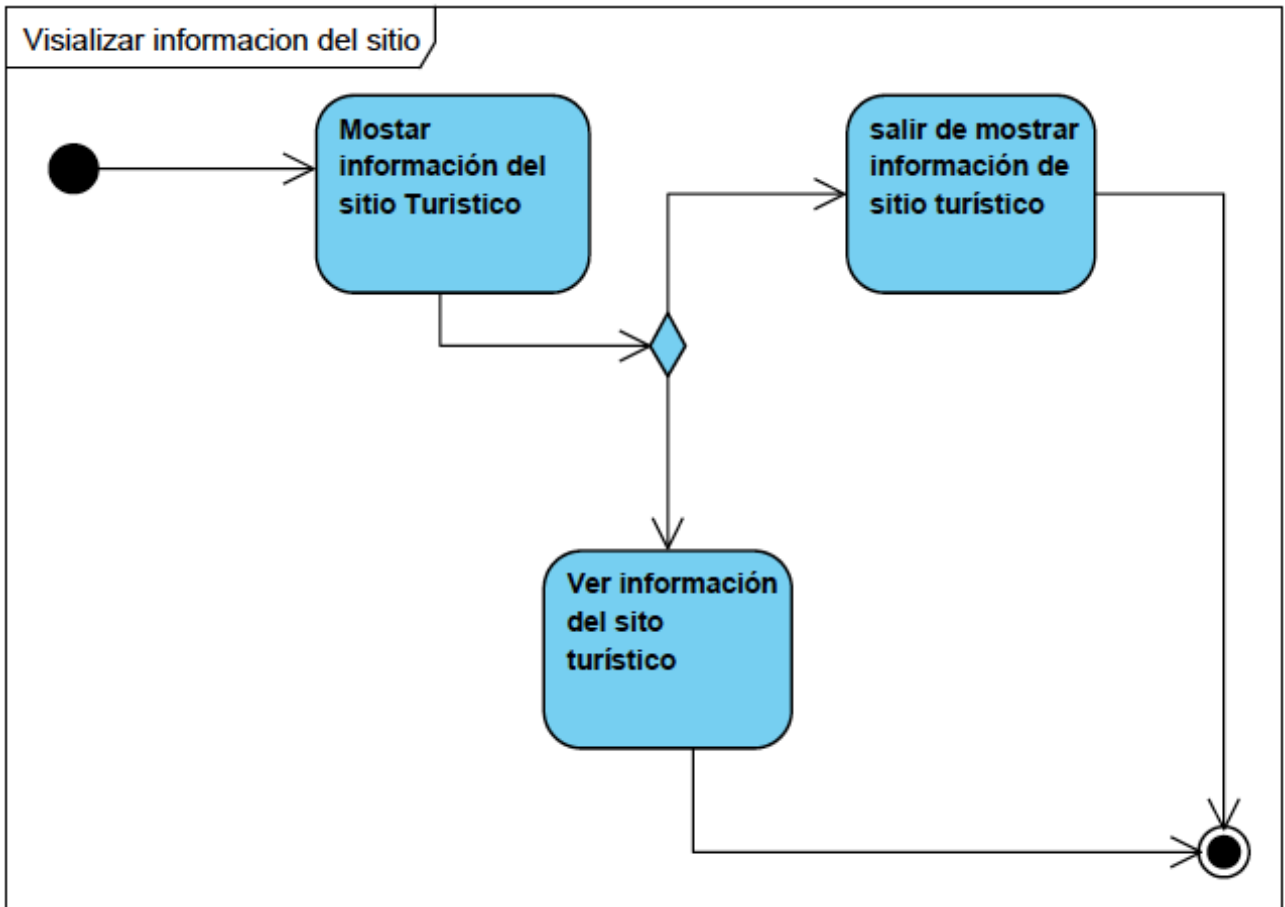 Visializar informacion del sitio
Mostar
información del
sitio Turistico
salir de mostrar
información de
sitio turístico
Ver información
del sito
turístico